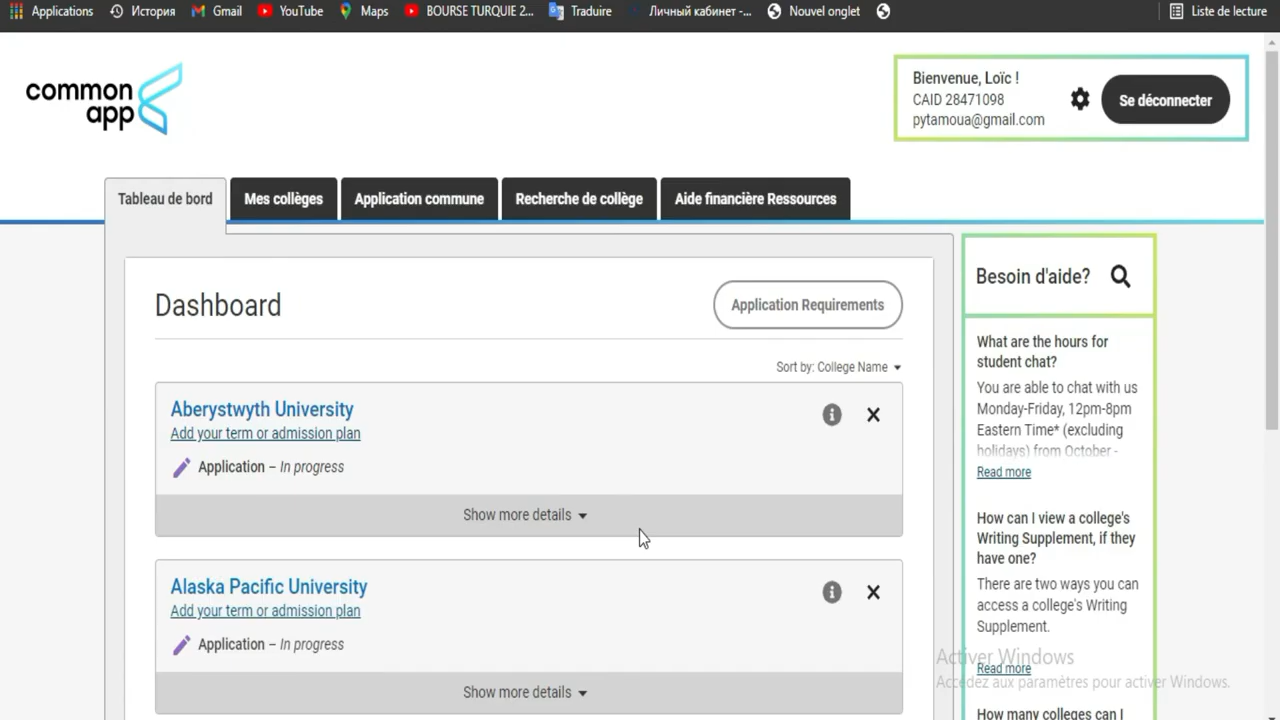 Applications История Gmail YouTube Maps BOURSE TURQUIE 2... Traduire Личный кабинет -... Nouvel onglet Liste de lecture
common
app
Bienvenue, Loïc !
CAID 28471098
pytamoua@gmail.com
Se déconnecter
Tableau de bord Mes collèges Application commune Recherche de collège Aide financière Ressources
Dashboard
Application Requirements
Sort by: College Name
Aberystwyth University
Add your term or admission plan
Application – In progress
Show more details
Alaska Pacific University
Add your term or admission plan
Application – In progress
Show more details
Besoin d'aide?
What are the hours for
student chat?
You are able to chat with us
Monday-Friday, 12pm-8pm
Eastern Time* (excluding
holidays) from October -
Read more
How can I view a college's
Writing Supplement, if they
have one?
There are two ways you can
access a college's Writing
Supplement.
Read more
How many colleges can I
Activer Windows
Accédez aux paramètres pour activer Windows.